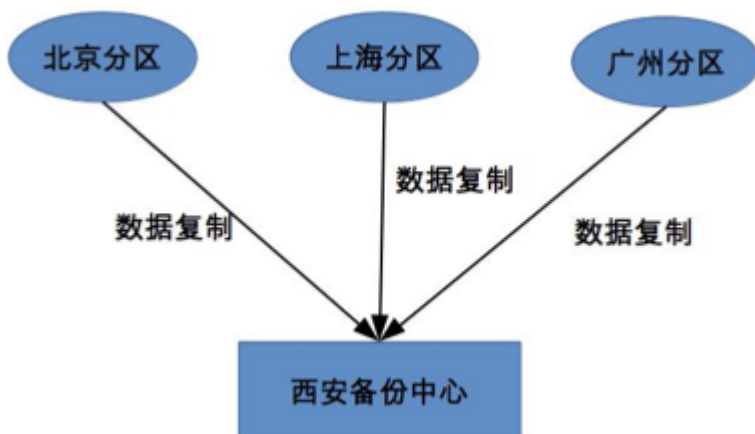 北京分区
上海分区
广州分区
数据复制
数据复制
数据复制
西安备份中心